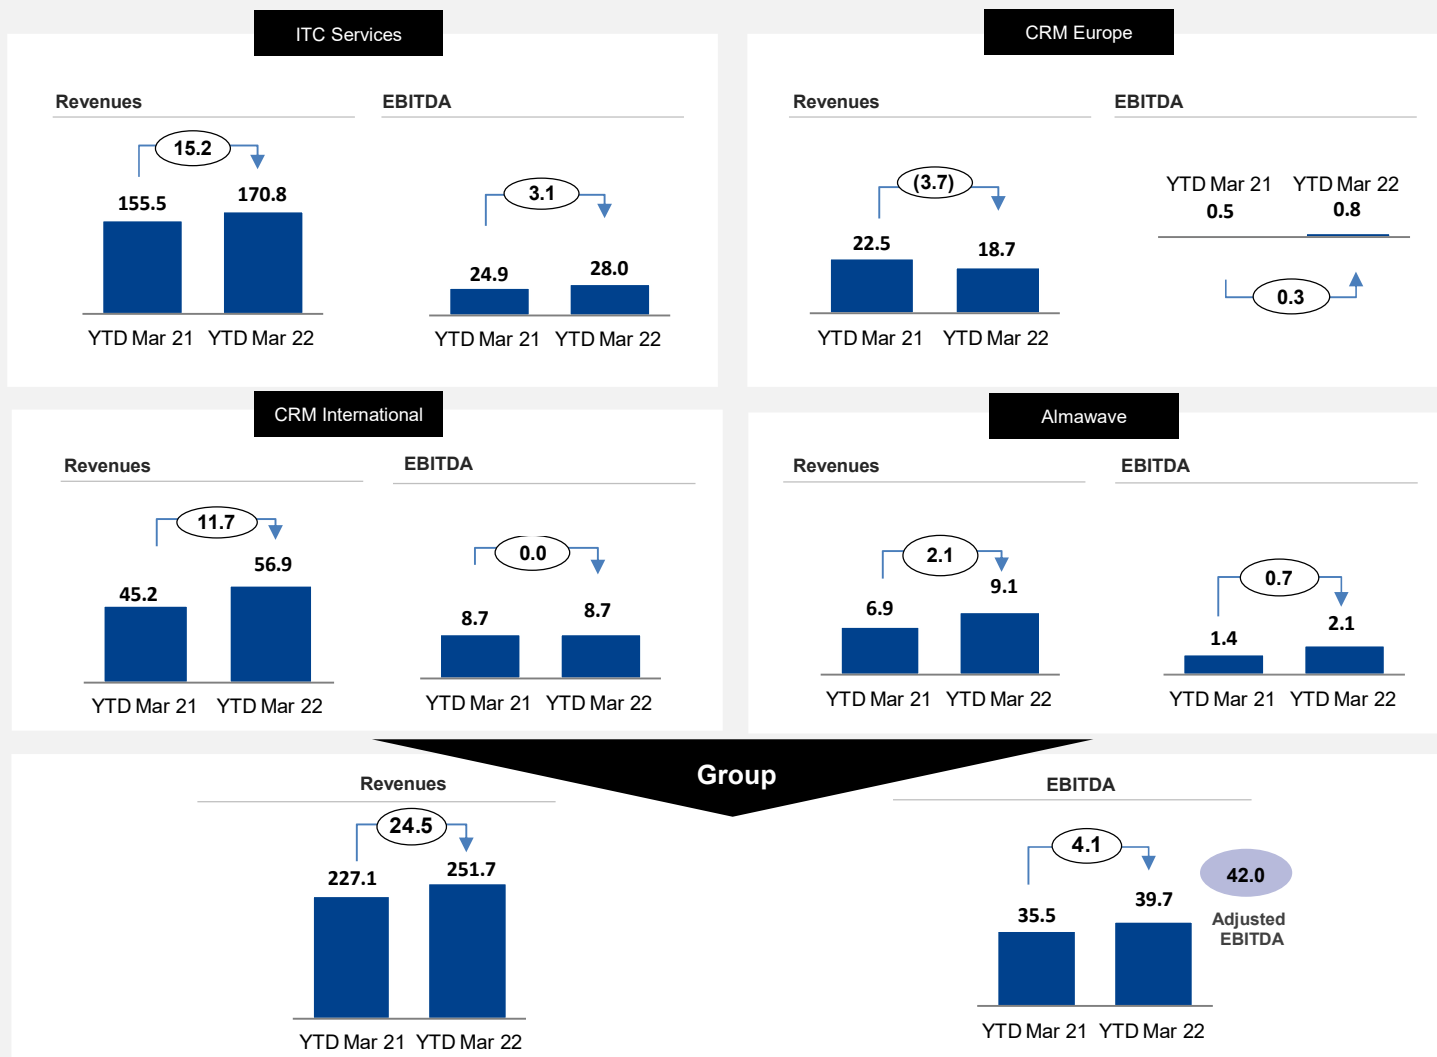 ITC Services
Revenues
15.2
155.5
170.8
YTD Mar 21
YTD Mar 22
EBITDA
3.1
24.9
28.0
YTD Mar 21
YTD Mar 22
CRM Europe
Revenues
(3.7)
22.5
18.7
YTD Mar 21
YTD Mar 22
EBITDA
YTD Mar 21
YTD Mar 22
0.5
0.8
0.3
CRM International
Revenues
11.7
45.2
56.9
YTD Mar 21
YTD Mar 22
EBITDA
0.0
8.7
8.7
YTD Mar 21
YTD Mar 22
Almawave
Revenues
2.1
6.9
9.1
YTD Mar 21
YTD Mar 22
EBITDA
0.7
1.4
2.1
YTD Mar 21
YTD Mar 22
Group
Revenues
24.5
227.1
251.7
YTD Mar 21
YTD Mar 22
EBITDA
4.1
35.5
39.7
42.0
Adjusted
EBITDA
YTD Mar 21
YTD Mar 22